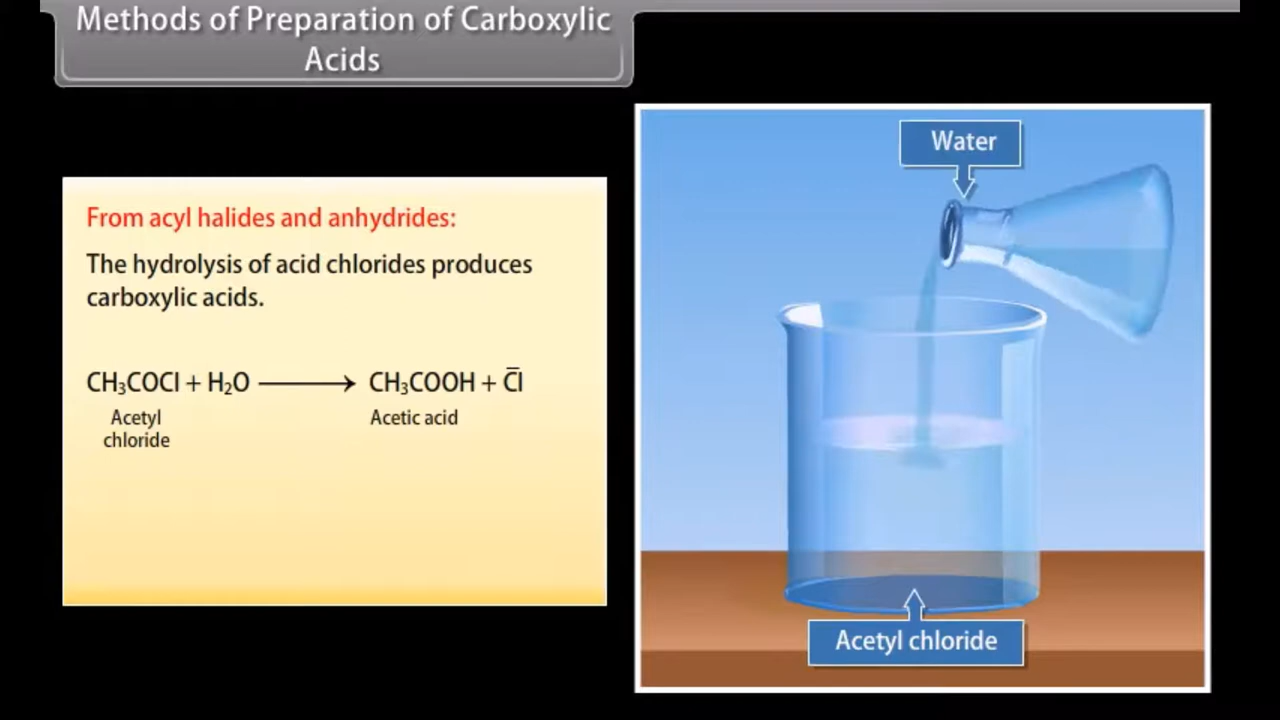 Methods of Preparation of Carboxylic
Acids
From acyl halides and anhydrides:
The hydrolysis of acid chlorides produces
carboxylic acids.
CH₃COCl + H₂O ⟶ CH₃COOH + C̅l
Acetyl
chloride
Acetic acid
Water
Acetyl chloride